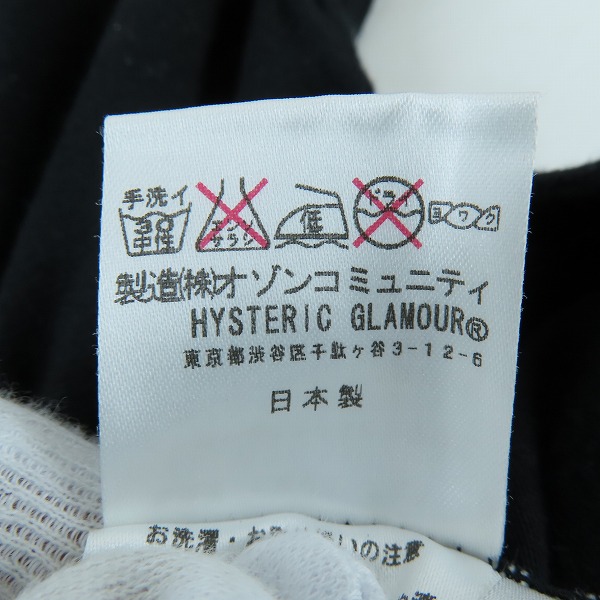 手洗イ
中性
エンソ
サラシ
低
ドライ
ヨワク
製造(株)オゾンコミュニティ
HYSTERIC GLAMOUR®
東京都渋谷区千駄ヶ谷3-12-6
日本製
お洗濯・お取り扱いの注意